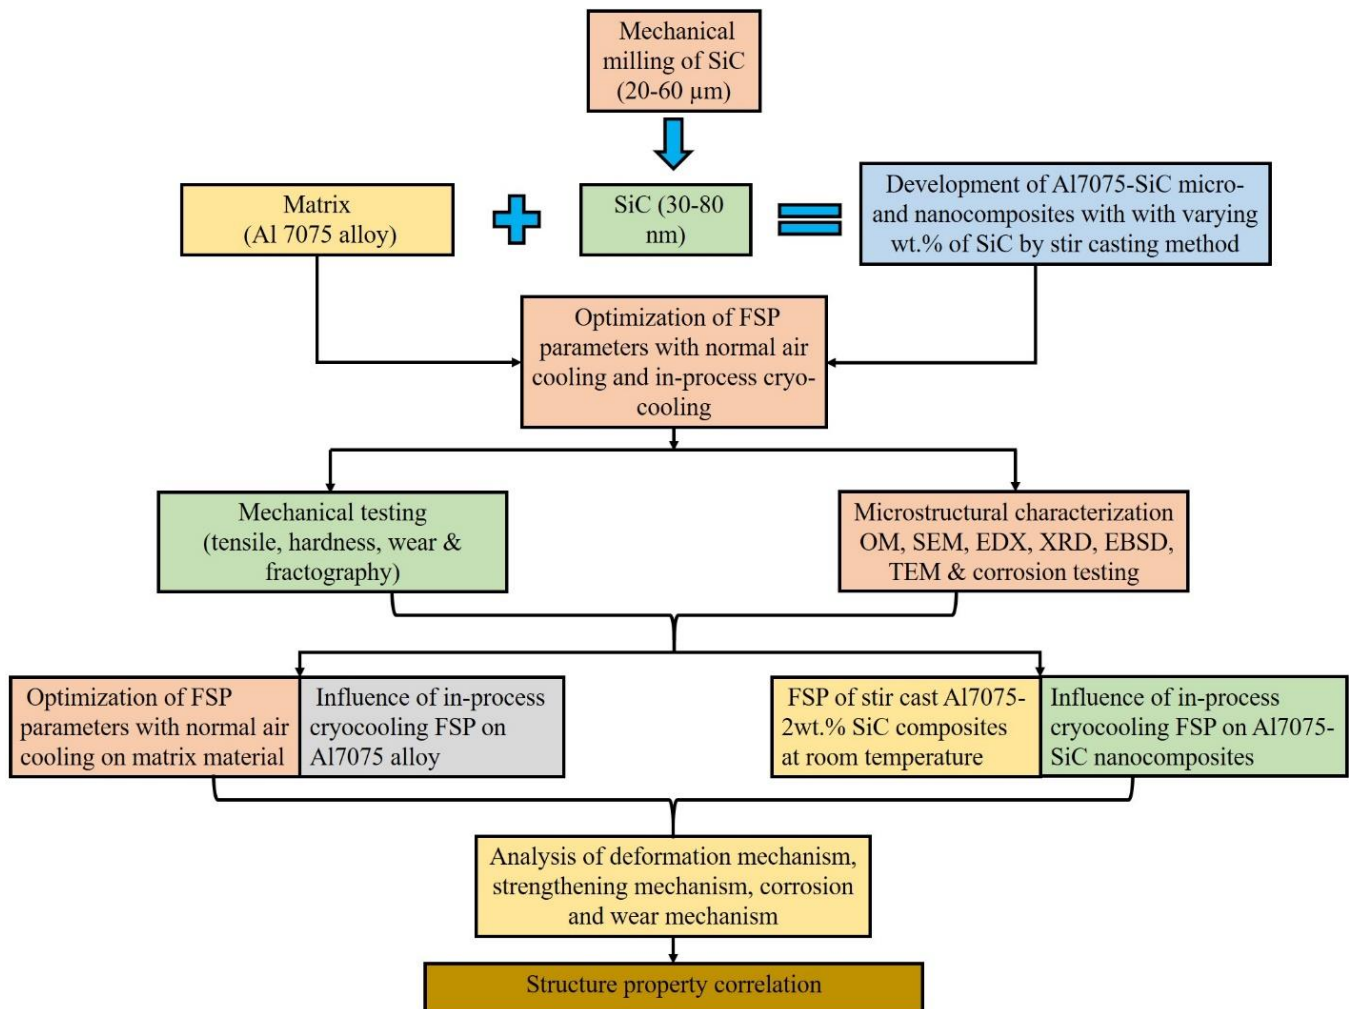 Mechanical
milling of SiC
(20-60 µm)
Matrix
(Al 7075 alloy)
SiC (30-80
nm)
Development of Al7075-SiC micro-
and nanocomposites with with varying
wt.% of SiC by stir casting method
Optimization of FSP
parameters with normal air
cooling and in-process cryo-
cooling
Mechanical testing
(tensile, hardness, wear &
fractography)
Microstructural characterization
OM, SEM, EDX, XRD, EBSD,
TEM & corrosion testing
Optimization of FSP
parameters with normal air
cooling on matrix material
Influence of in-process
cryocooling FSP on
Al7075 alloy
FSP of stir cast Al7075-
2wt.% SiC composites
at room temperature
Influence of in-process
cryocooling FSP on Al7075-
SiC nanocomposites
Analysis of deformation mechanism,
strengthening mechanism, corrosion
and wear mechanism
Structure property correlation